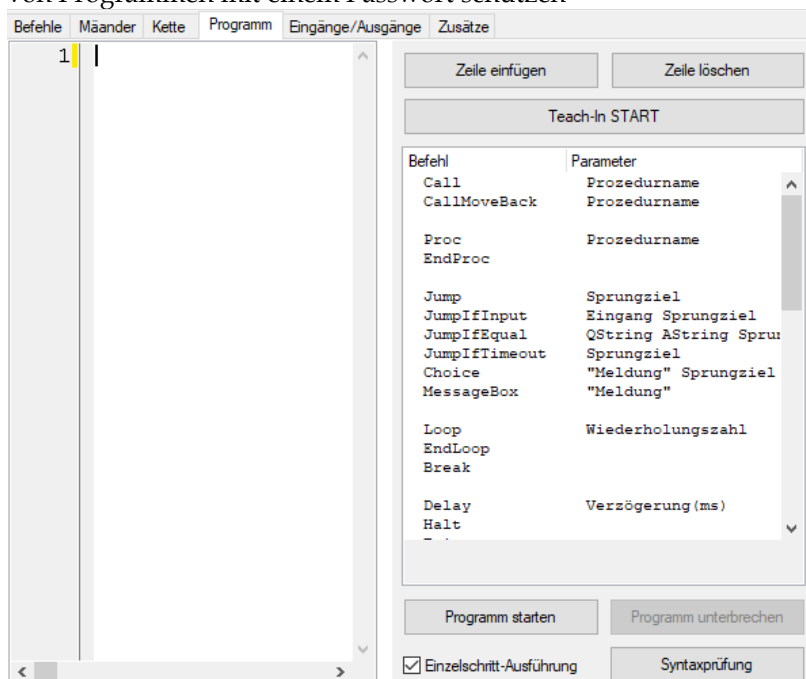 von Programmen mit einem Passwort schützen
Befehle Mäander Kette Programm Eingänge/Ausgänge Zusätze
1
Zeile einfügen Zeile löschen
Teach-In START
Befehl Parameter
Call Prozedurname
CallMoveBack Prozedurname
Proc Prozedurname
EndProc
Jump Sprungziel
JumpIfInput Eingang Sprungziel
JumpIfEqual QString AString
JumpIfTimeout Sprungziel
Choice "Meldung" Sprungziel
MessageBox "Meldung"
Loop Wiederholungszahl
EndLoop
Break
Delay Verzögerung(ms)
Halt
Programm starten Programm unterbrechen
Einzelschritt-Ausführung Syntaxprüfung